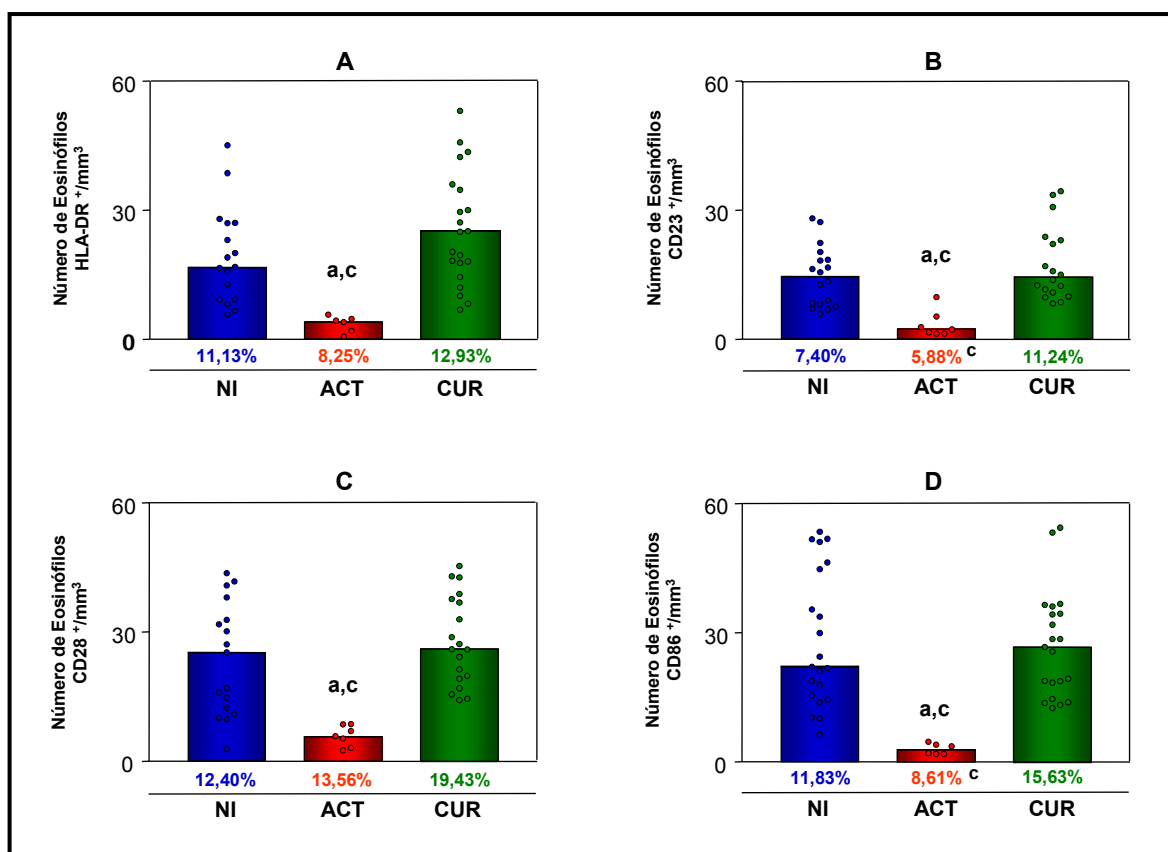 A
60
30
0
Número de Eosinófilos
HLA-DR +/mm³
a,c
11,13% 8,25% 12,93%
NI ACT CUR
B
60
30
0
Número de Eosinófilos
CD23 +/mm³
a,c
7,40% 5,88% c 11,24%
NI ACT CUR
C
60
30
0
Número de Eosinófilos
CD28 +/mm³
a,c
12,40% 13,56% 19,43%
NI ACT CUR
D
60
30
0
Número de Eosinófilos
CD86 +/mm³
a,c
11,83% 8,61% c 15,63%
NI ACT CUR